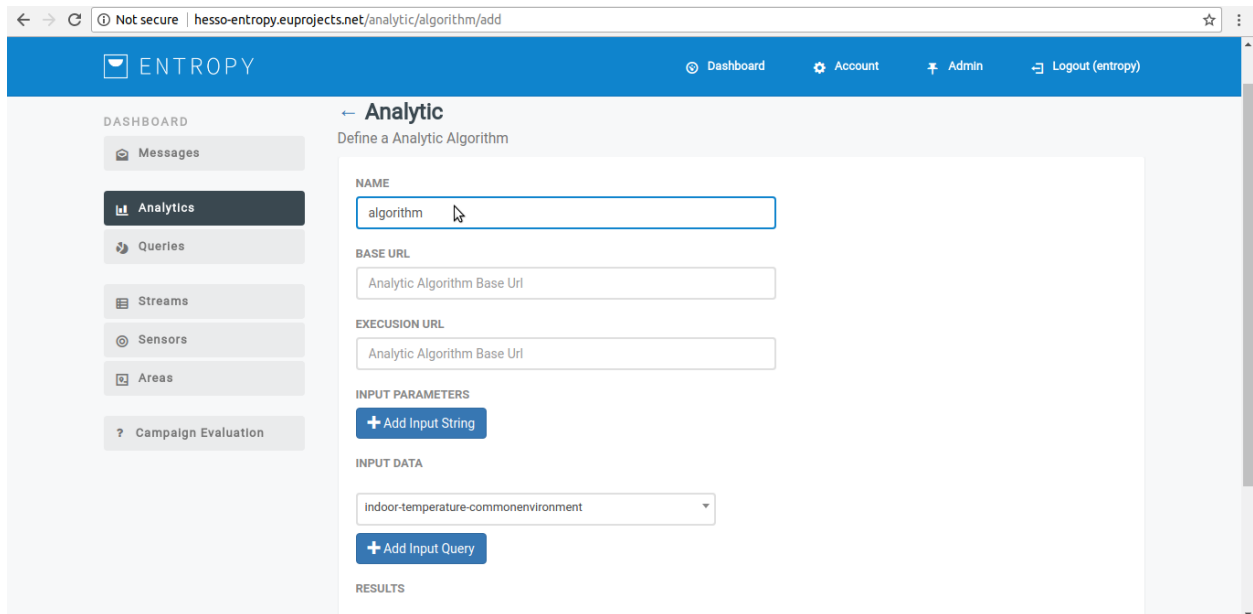 Not secure | hesso-entropy.euprojects.net/analytic/algorithm/add
ENTROPY
Dashboard
Account
Admin
Logout (entropy)
DASHBOARD
Messages
Analytics
Queries
Streams
Sensors
Areas
? Campaign Evaluation
← Analytic
Define a Analytic Algorithm
NAME
algorithm
BASE URL
Analytic Algorithm Base Url
EXECUSION URL
Analytic Algorithm Base Url
INPUT PARAMETERS
+ Add Input String
INPUT DATA
indoor-temperature-commonenvironment
+ Add Input Query
RESULTS